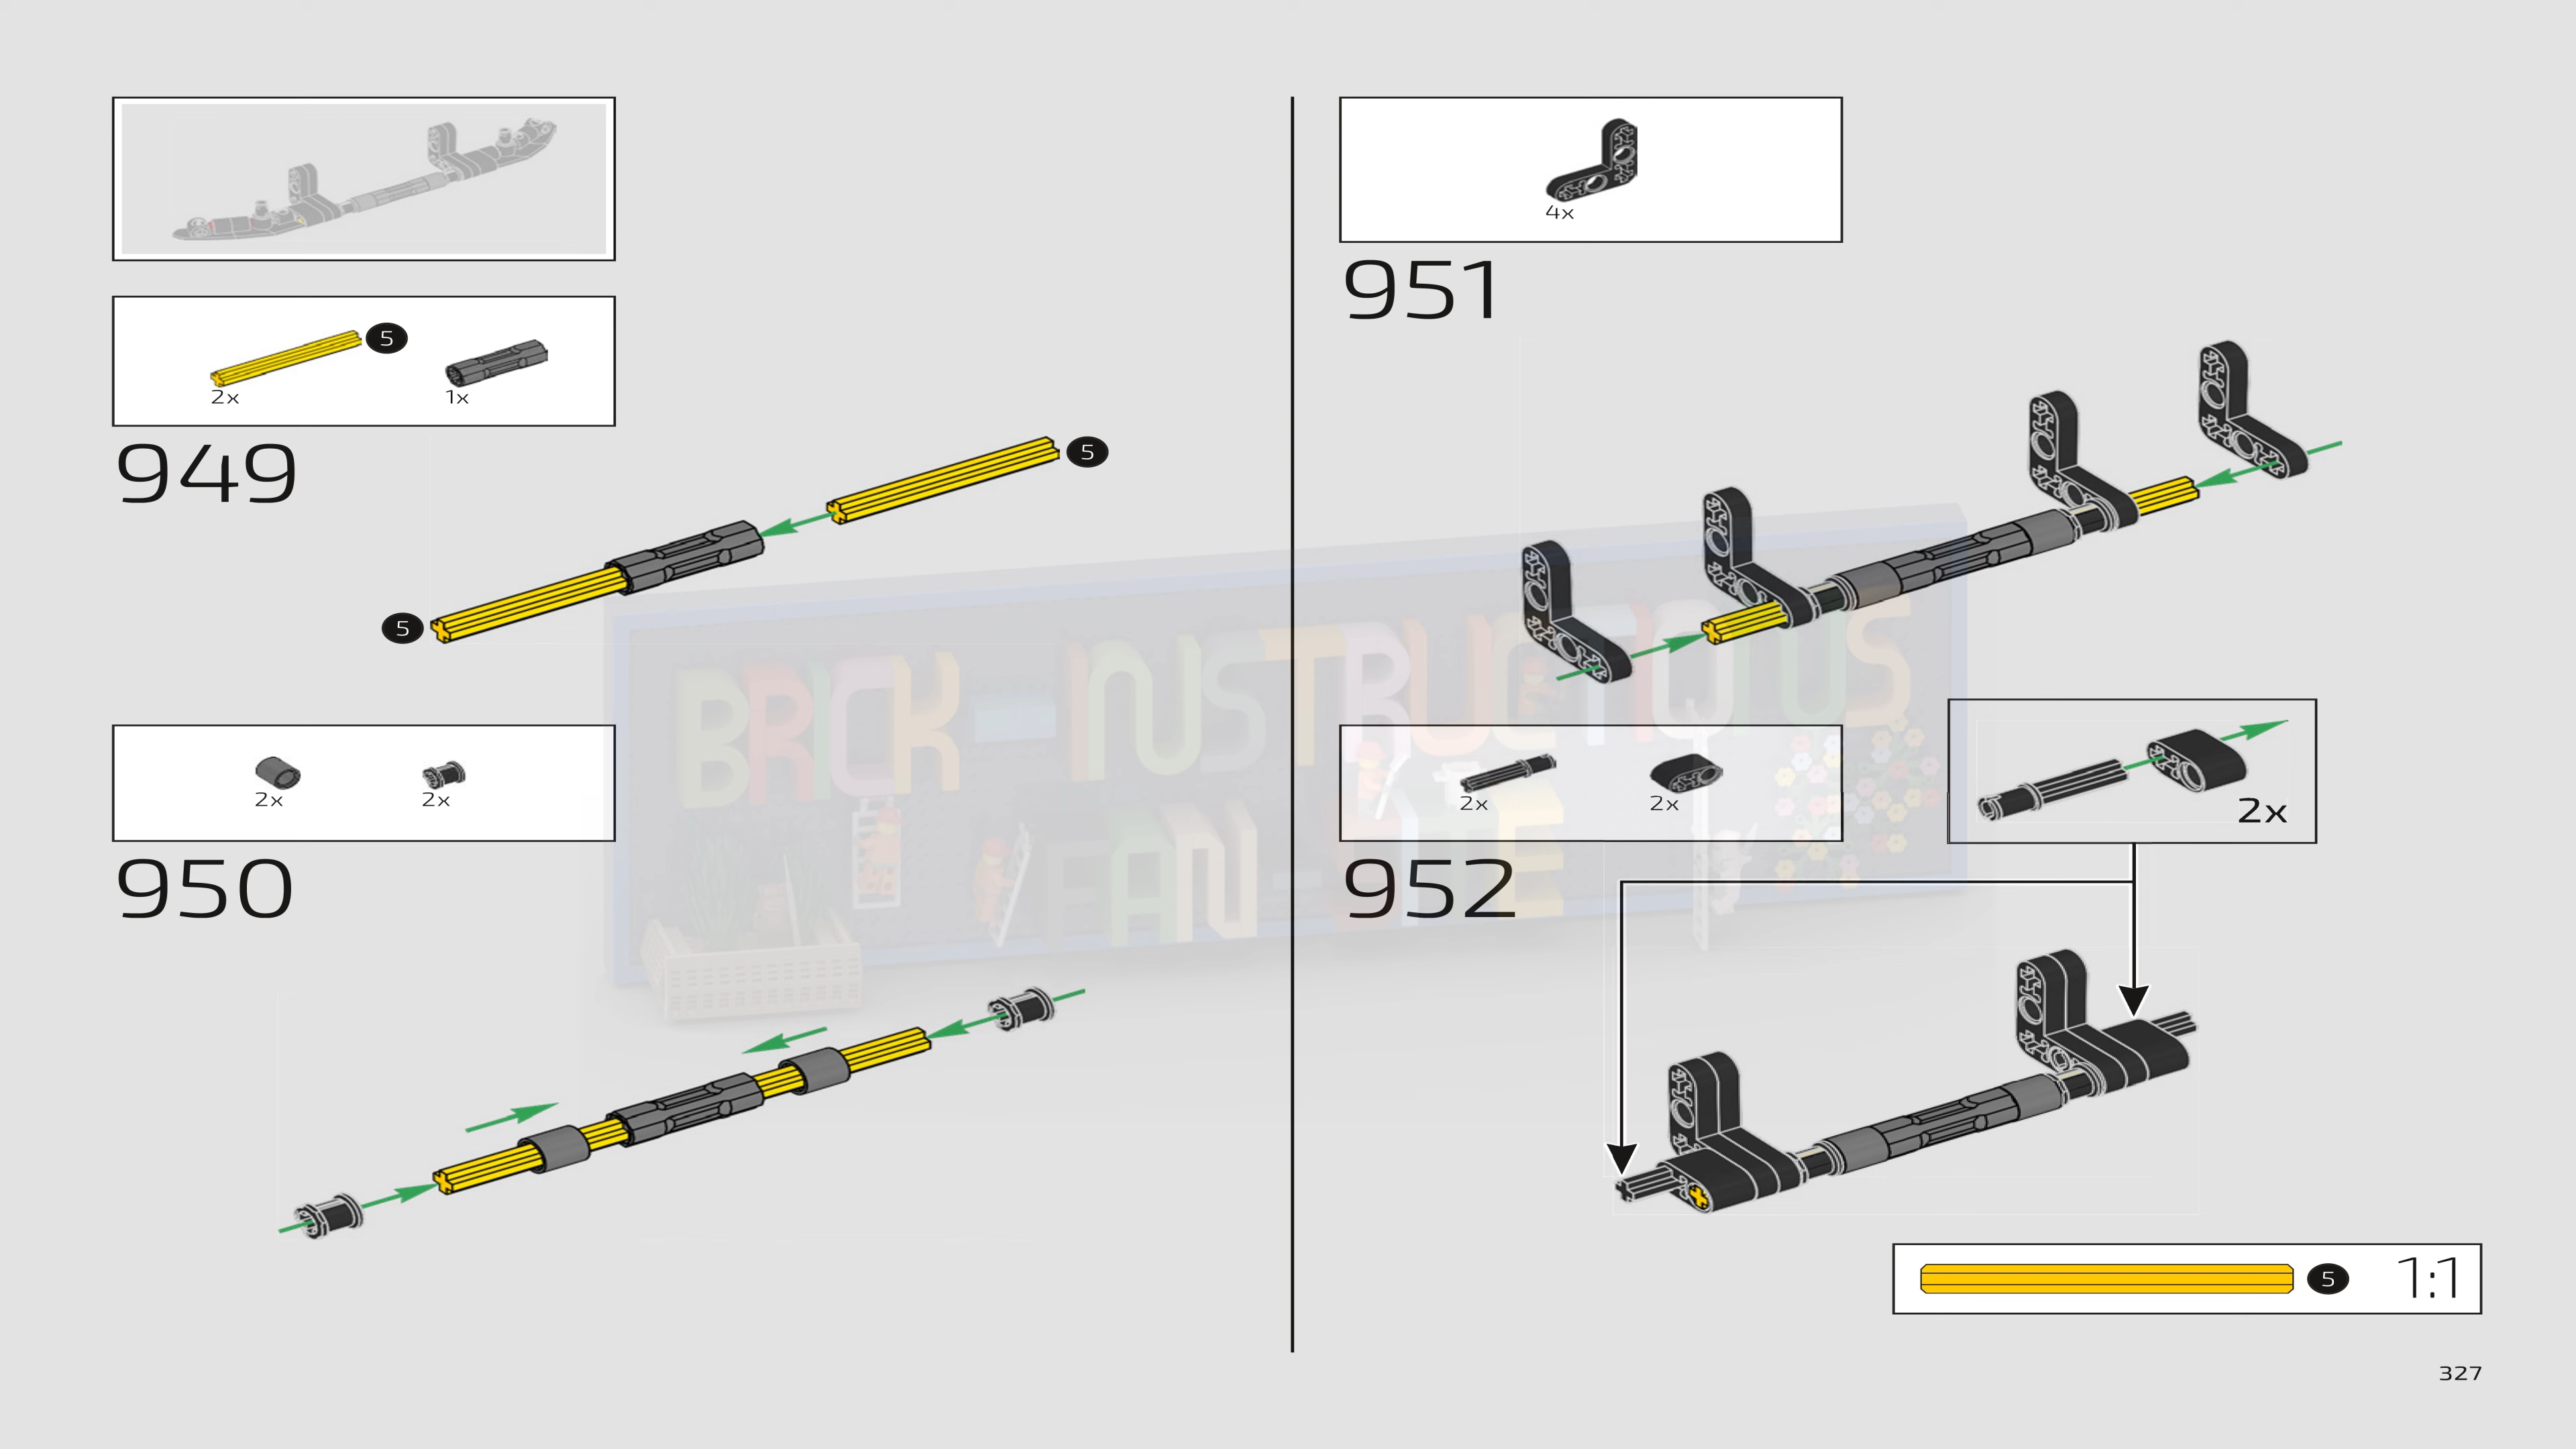 5
2x
1x
949
5
5
2x
2x
950
4x
951
2x
2x
2x
952
5
1:1
327
BRICK-INSTRUCTIONS
FAN-SITE